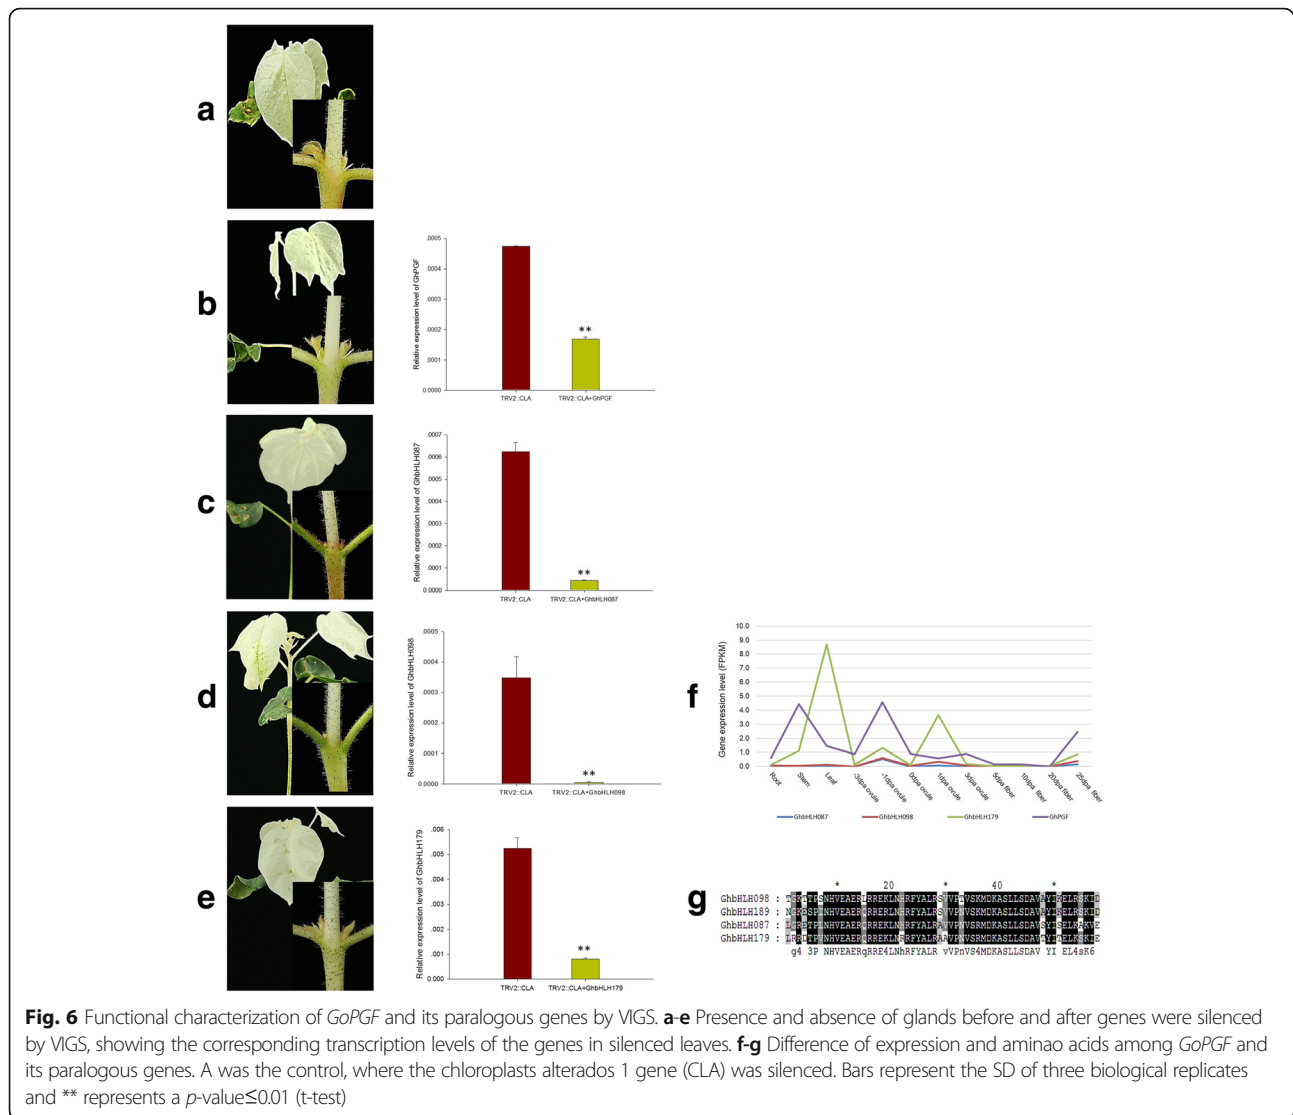 a
b
Relative expression level of GhPGF
.0005
.0004
.0003
.0002
.0001
0.0000
**
TRV2::CLA
TRV2::CLA+GhPGF
c
Relative expression level of GhbHLH087
.0007
.0006
.0005
.0004
.0003
.0002
.0001
0.0000
**
TRV2::CLA
TRV2::CLA+GhbHLH087
d
Relative expression level of GhbHLH098
.0005
.0004
.0003
.0002
.0001
0.0000
**
TRV2::CLA
TRV2::CLA+GhbHLH098
e
Relative expression level of GhbHLH179
.006
.005
.004
.003
.002
.001
.000
**
TRV2::CLA
TRV2::CLA+GhbHLH179
f
Gene expression level (FPKM)
10.0
9.0
8.0
7.0
6.0
5.0
4.0
3.0
2.0
1.0
0.0
Root
Stem
Leaf
-3dpa ovule
-1dpa ovule
0dpa ovule
1dpa ovule
3dpa ovule
5dpa fiber
10dpa fiber
20dpa fiber
25dpa fiber
GhbHLH087 GhbHLH098 GhbHLH179 GhPGF
g
* 20 * 40 *
GhbHLH098 :
GhbHLH189 :
GhbHLH087 :
GhbHLH179 :
g4 3P NHVEAERqRRE4LNhRFYALR vVPnVS4MDKASLLSDAV YI EL4sK6
Fig. 6 Functional characterization of GoPGF and its paralogous genes by VIGS. a-e Presence and absence of glands before and after genes were silenced
by VIGS, showing the corresponding transcription levels of the genes in silenced leaves. f-g Difference of expression and aminao acids among GoPGF and
its paralogous genes. A was the control, where the chloroplasts alterados 1 gene (CLA) was silenced. Bars represent the SD of three biological replicates
and ** represents a p-value≤0.01 (t-test)